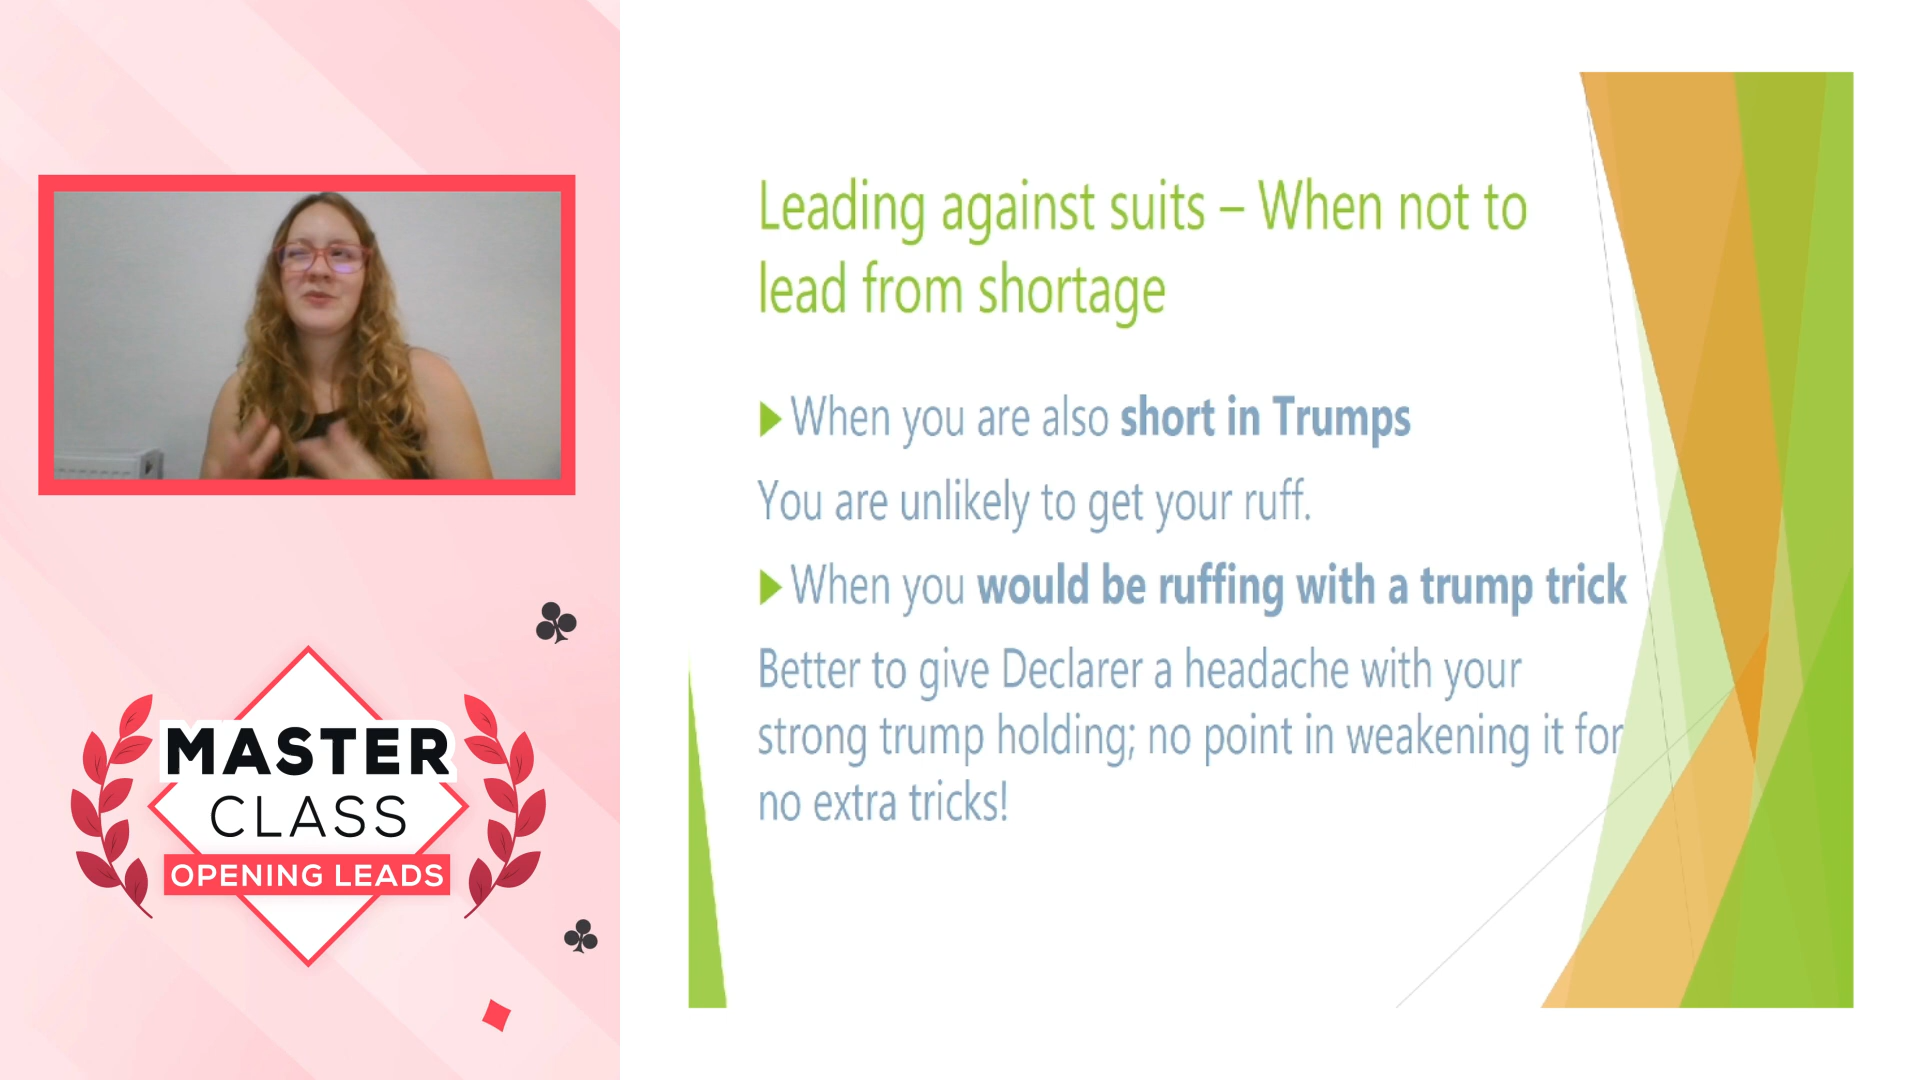 MASTER
CLASS
OPENING LEADS
Leading against suits – When not to
lead from shortage
When you are also short in Trumps
You are unlikely to get your ruff.
When you would be ruffing with a trump trick
Better to give Declarer a headache with your
strong trump holding; no point in weakening it for
no extra tricks!